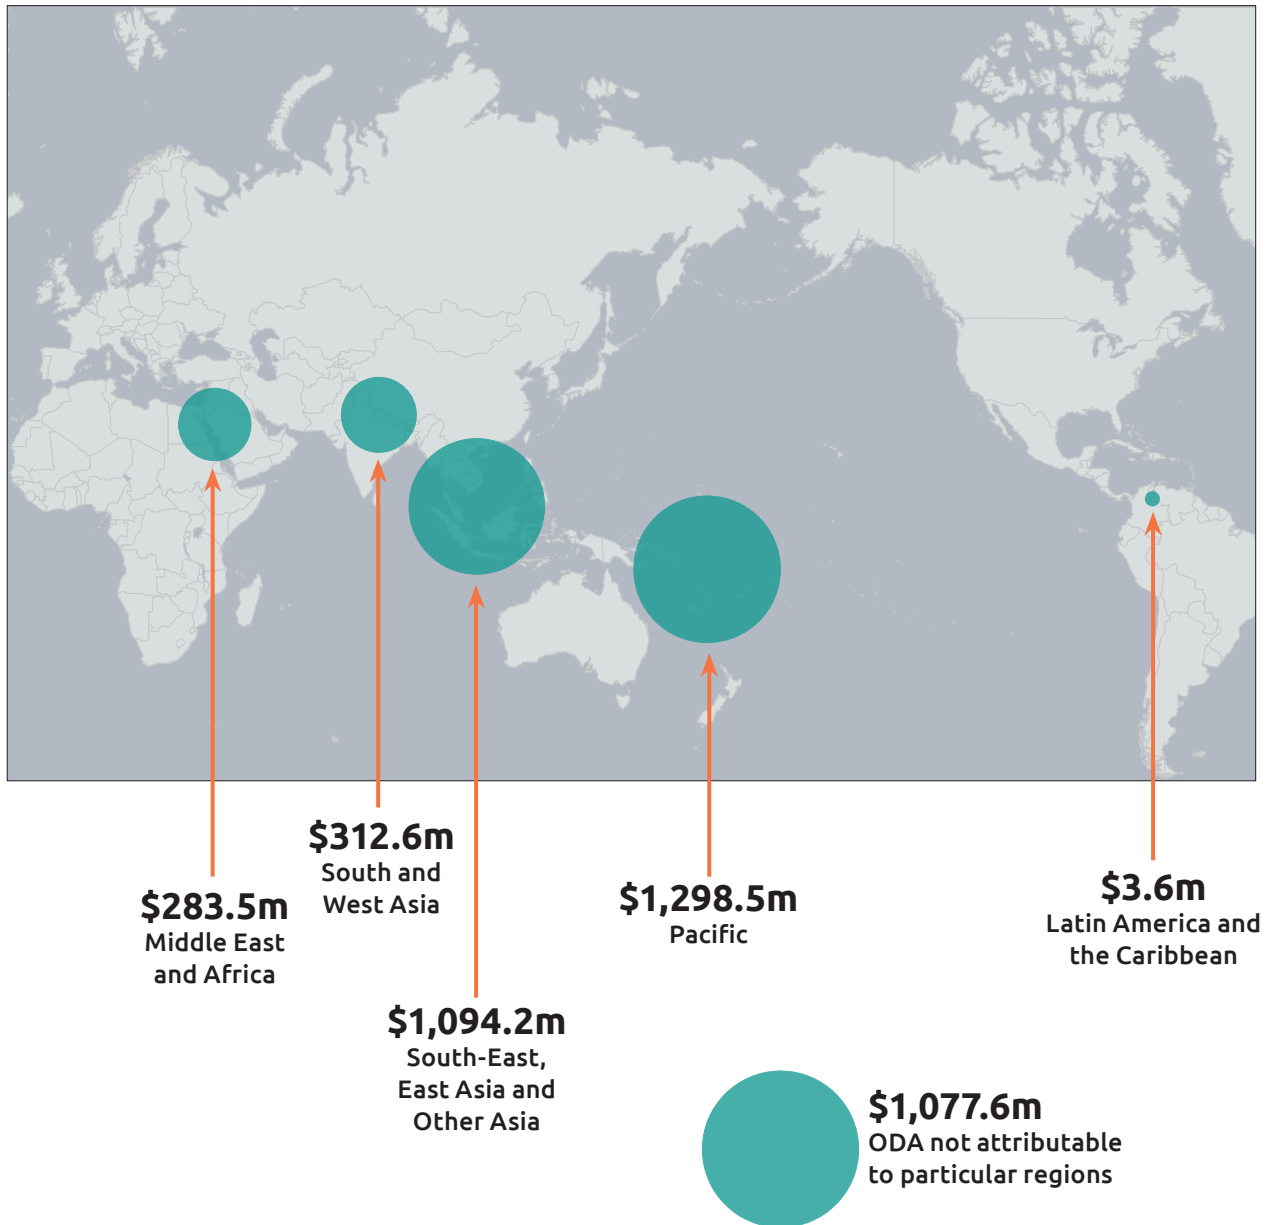 $312.6m
South and
West Asia
$283.5m
Middle East
and Africa
$1,298.5m
Pacific
$3.6m
Latin America and
the Caribbean
$1,094.2m
South-East,
East Asia and
Other Asia
$1,077.6m
ODA not attributable
to particular regions